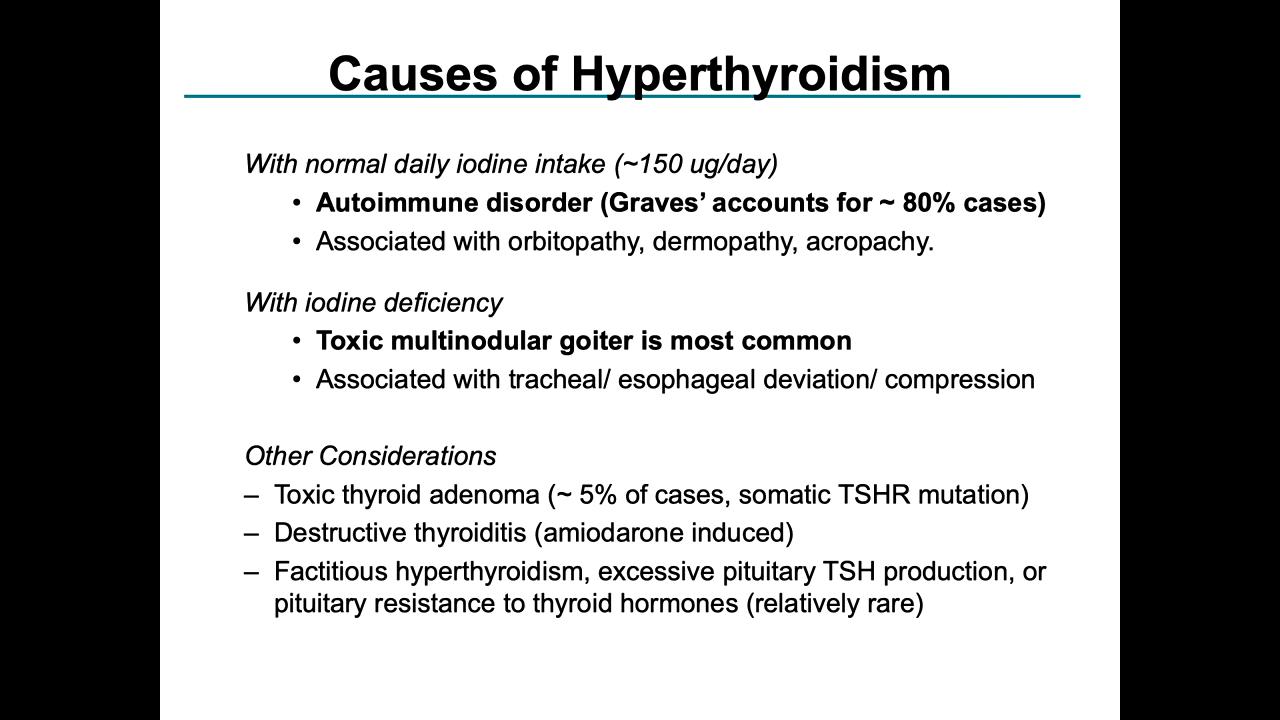 Causes of Hyperthyroidism
With normal daily iodine intake (~150 ug/day)
• Autoimmune disorder (Graves’ accounts for ~ 80% cases)
• Associated with orbitopathy, dermopathy, acropachy.
With iodine deficiency
• Toxic multinodular goiter is most common
• Associated with tracheal/ esophageal deviation/ compression
Other Considerations
– Toxic thyroid adenoma (~ 5% of cases, somatic TSHR mutation)
– Destructive thyroiditis (amiodarone induced)
– Factitious hyperthyroidism, excessive pituitary TSH production, or
pituitary resistance to thyroid hormones (relatively rare)